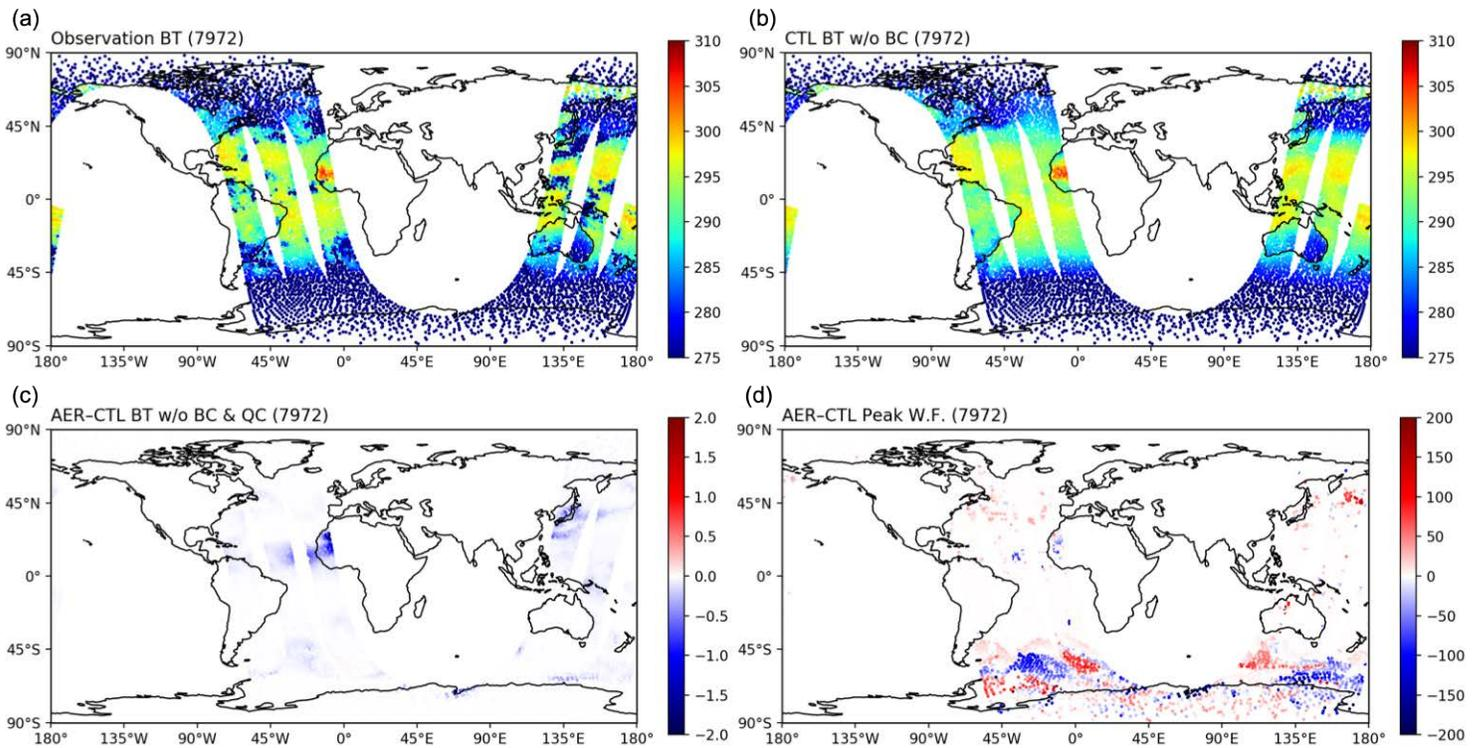 (a)
Observation BT (7972)
90°N
45°N
0°
45°S
90°S
180° 135°W 90°W 45°W 0° 45°E 90°E 135°E 180°
310
305
300
295
290
285
280
275
(b)
CTL BT w/o BC (7972)
90°N
45°N
0°
45°S
90°S
180° 135°W 90°W 45°W 0° 45°E 90°E 135°E 180°
310
305
300
295
290
285
280
275
(c)
AER−CTL BT w/o BC & QC (7972)
90°N
45°N
0°
45°S
90°S
180° 135°W 90°W 45°W 0° 45°E 90°E 135°E 180°
2.0
1.5
1.0
0.5
0.0
−0.5
−1.0
−1.5
−2.0
(d)
AER−CTL Peak W.F. (7972)
90°N
45°N
0°
45°S
90°S
180° 135°W 90°W 45°W 0° 45°E 90°E 135°E 180°
200
150
100
50
0
−50
−100
−150
−200